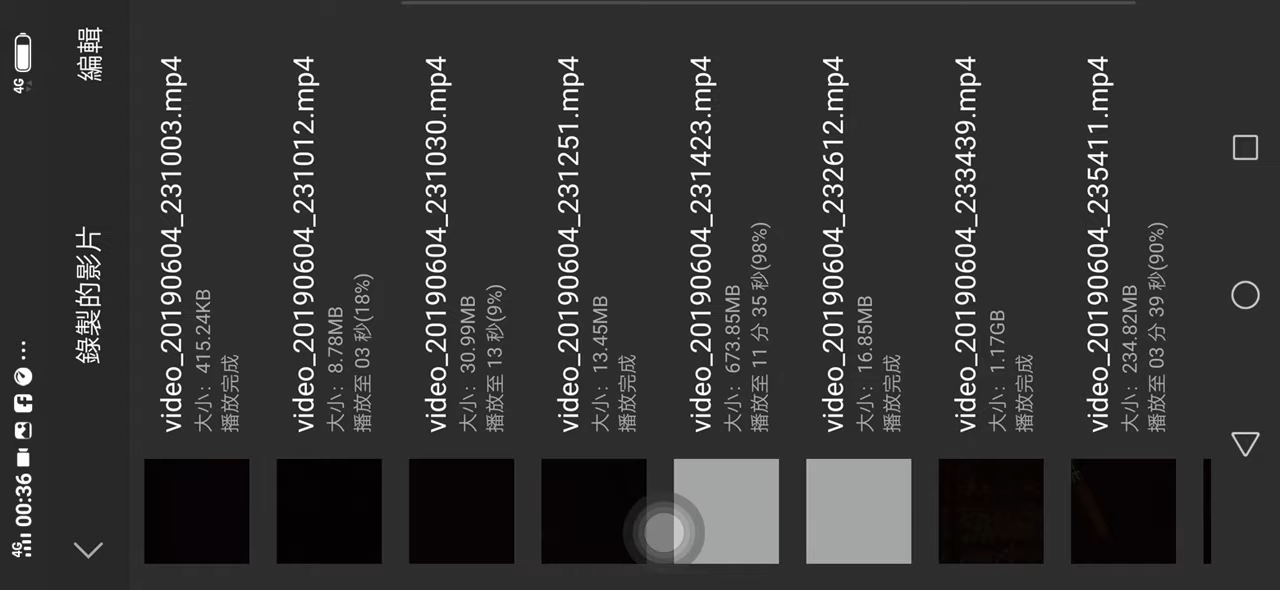 4G 00:36 ...
4G
錄製的影片
編輯
video_20190604_231003.mp4
大小：415.24KB
播放完成
video_20190604_231012.mp4
大小：8.78MB
播放至 03 秒(18%)
video_20190604_231030.mp4
大小：30.99MB
播放至 13 秒(9%)
video_20190604_231251.mp4
大小：13.45MB
播放完成
video_20190604_231423.mp4
大小：673.85MB
播放至 11 分 35 秒(98%)
video_20190604_232612.mp4
大小：16.85MB
播放完成
video_20190604_233439.mp4
大小：1.17GB
播放完成
video_20190604_235411.mp4
大小：234.82MB
播放至 03 分 39 秒(90%)